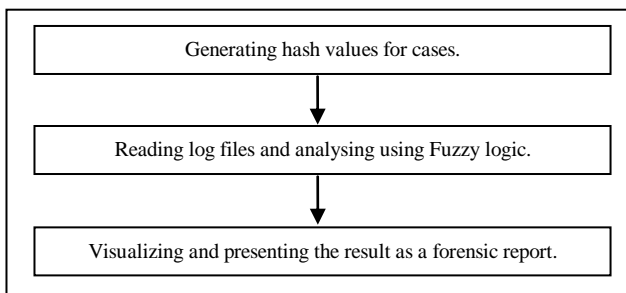 Generating hash values for cases.
Reading log files and analysing using Fuzzy logic.
Visualizing and presenting the result as a forensic report.